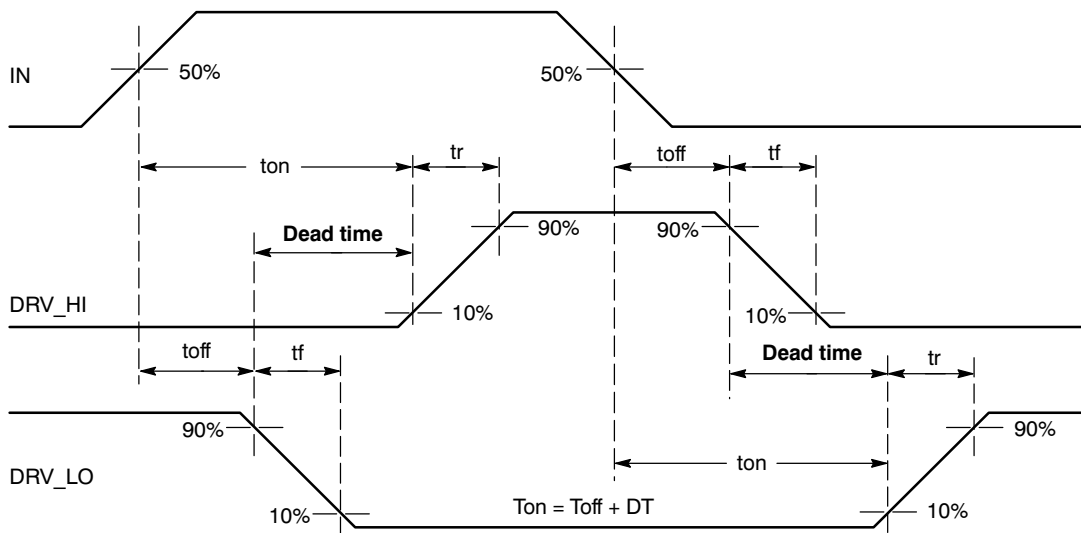 IN
50%
50%
ton
tr
toff
tf
Dead time
90%
90%
DRV_HI
10%
10%
toff
tf
Dead time
tr
90%
90%
DRV_LO
ton
10%
Ton = Toff + DT
10%